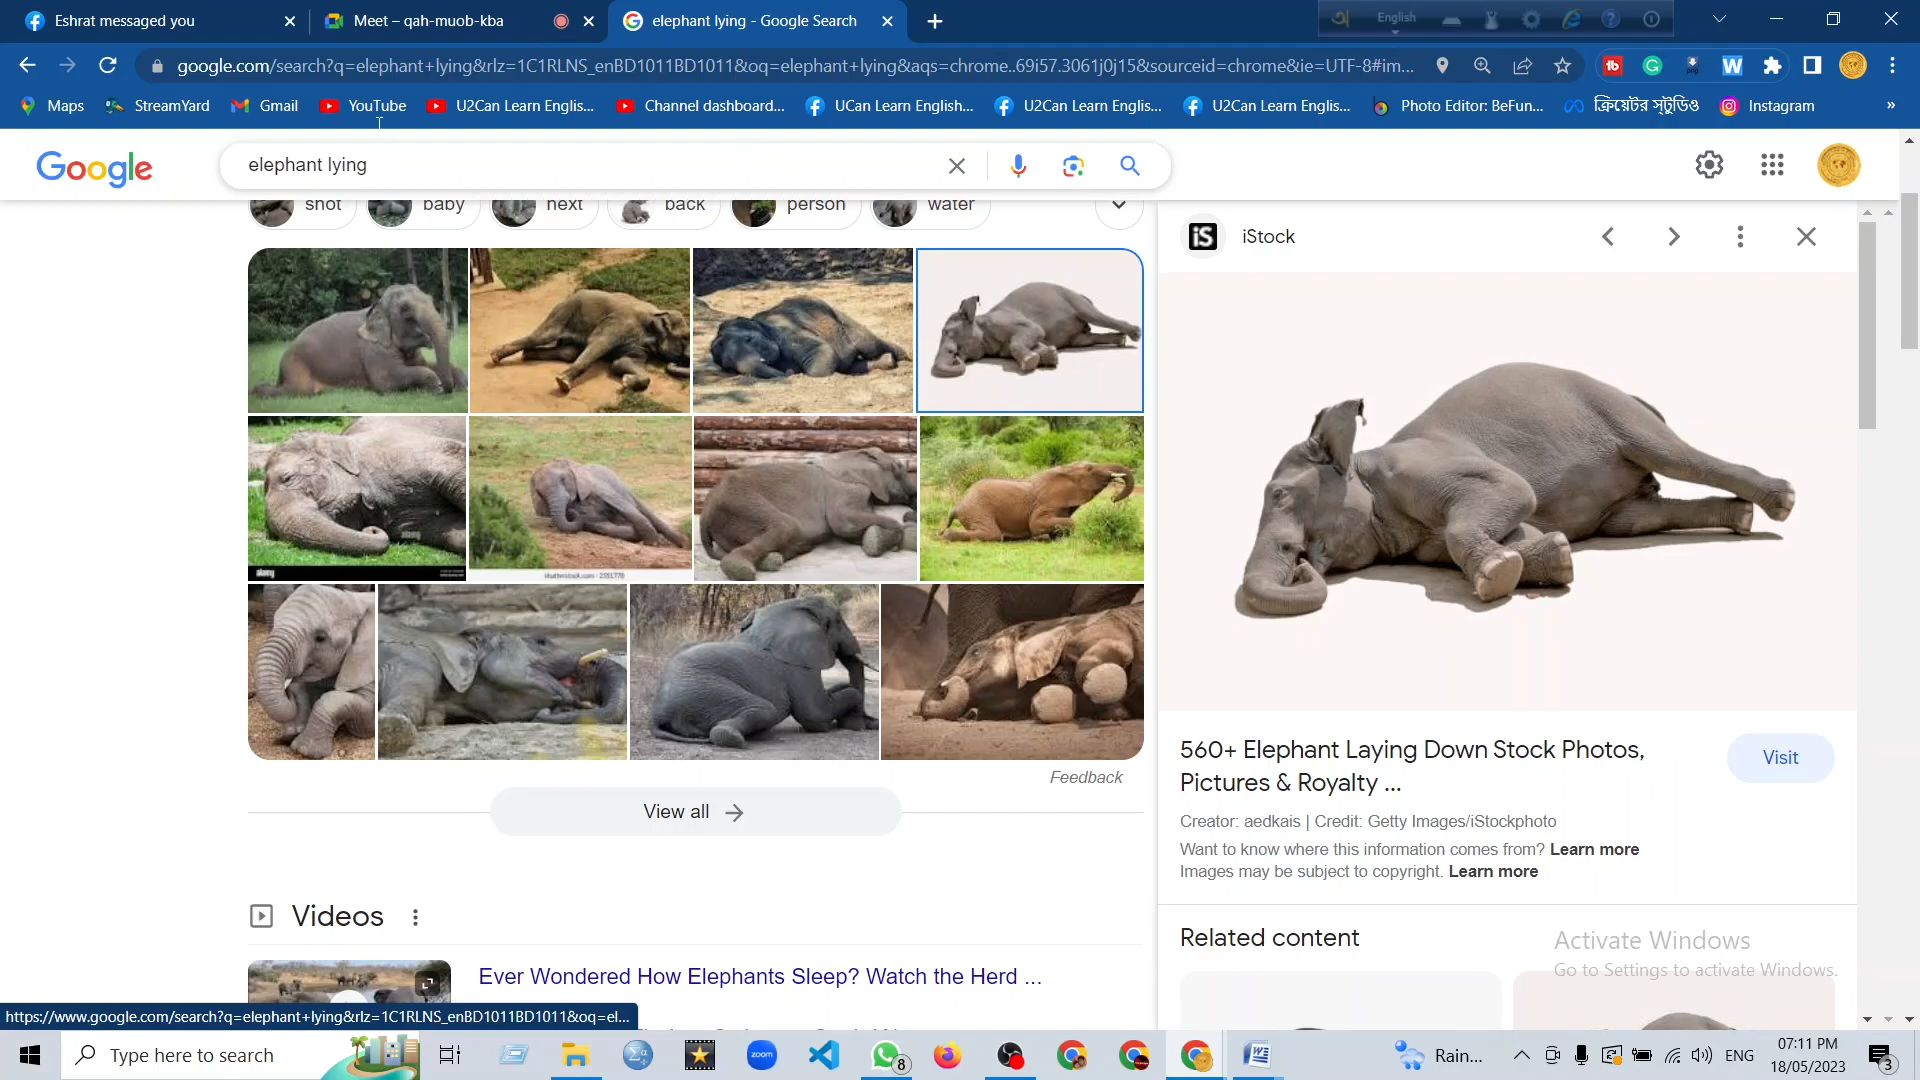 Eshrat messaged you
Meet – qah-muob-kba
elephant lying - Google Search
English
google.com/search?q=elephant+lying&rlz=1C1RLNS_enBD1011BD1011&oq=elephant+lying&aqs=chrome..69i57.3061j0j15&sourceid=chrome&ie=UTF-8#im...
Maps
StreamYard
Gmail
YouTube
U2Can Learn Englis...
Channel dashboard...
UCan Learn English...
U2Can Learn Englis...
U2Can Learn Englis...
Photo Editor: BeFun...
ক্রিয়েটর স্টুডিও
Instagram
»
Google
elephant lying
shot
baby
next
back
person
water
iS
iStock
alamy
560+ Elephant Laying Down Stock Photos,
Pictures & Royalty ...
Visit
Feedback
View all
Creator: aedkais | Credit: Getty Images/iStockphoto
Want to know where this information comes from? Learn more
Images may be subject to copyright. Learn more
Videos
Related content
Activate Windows
Go to Settings to activate Windows.
Ever Wondered How Elephants Sleep? Watch the Herd ...
https://www.google.com/search?q=elephant+lying&rlz=1C1RLNS_enBD1011BD1011&oq=el...
Type here to search
zoom
8
Rain...
ENG
07:11 PM
18/05/2023
3